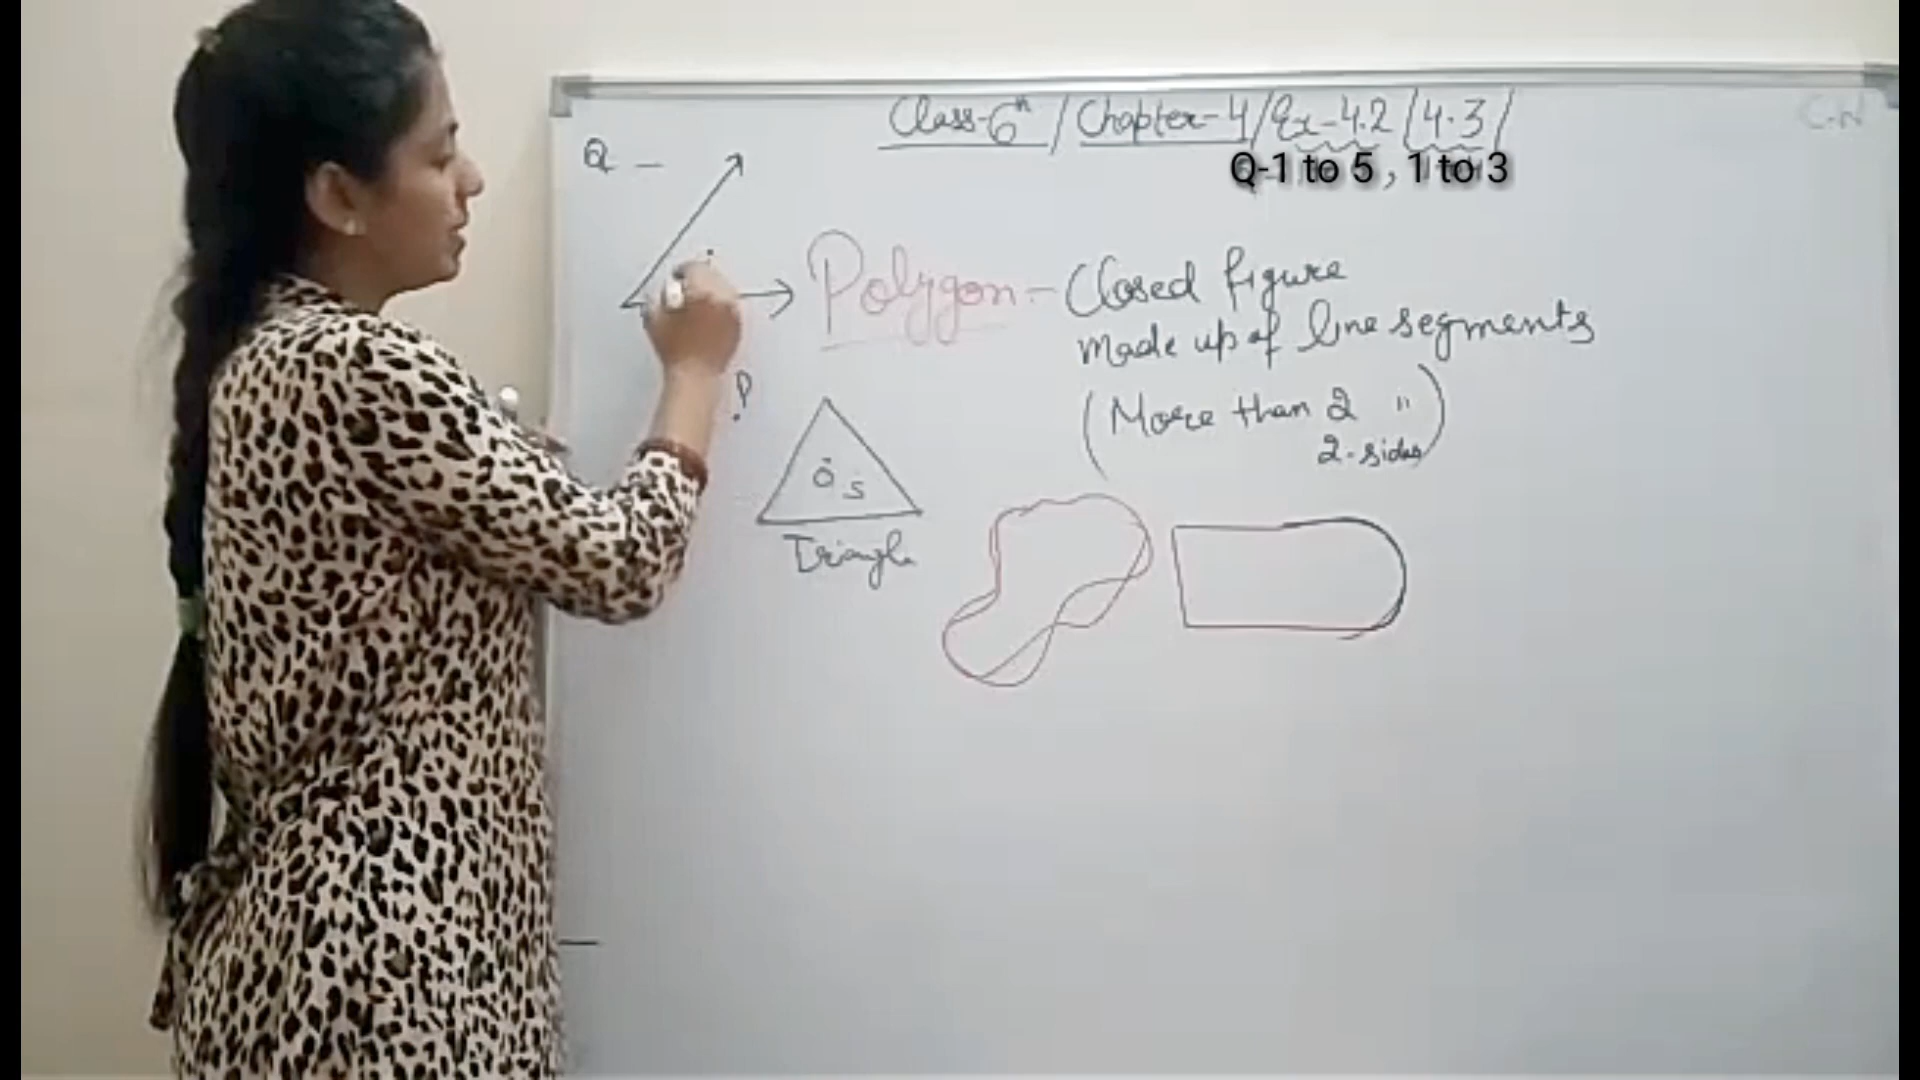 Class-6th / Chapter-4 / Ex-4.2 / 4.3 /
C.N
Q-1 to 5 , 1 to 3
Q -
Polygon - Closed figure
made up of line segments
(More than 2 ")
2-sides
P
O S
Triangle